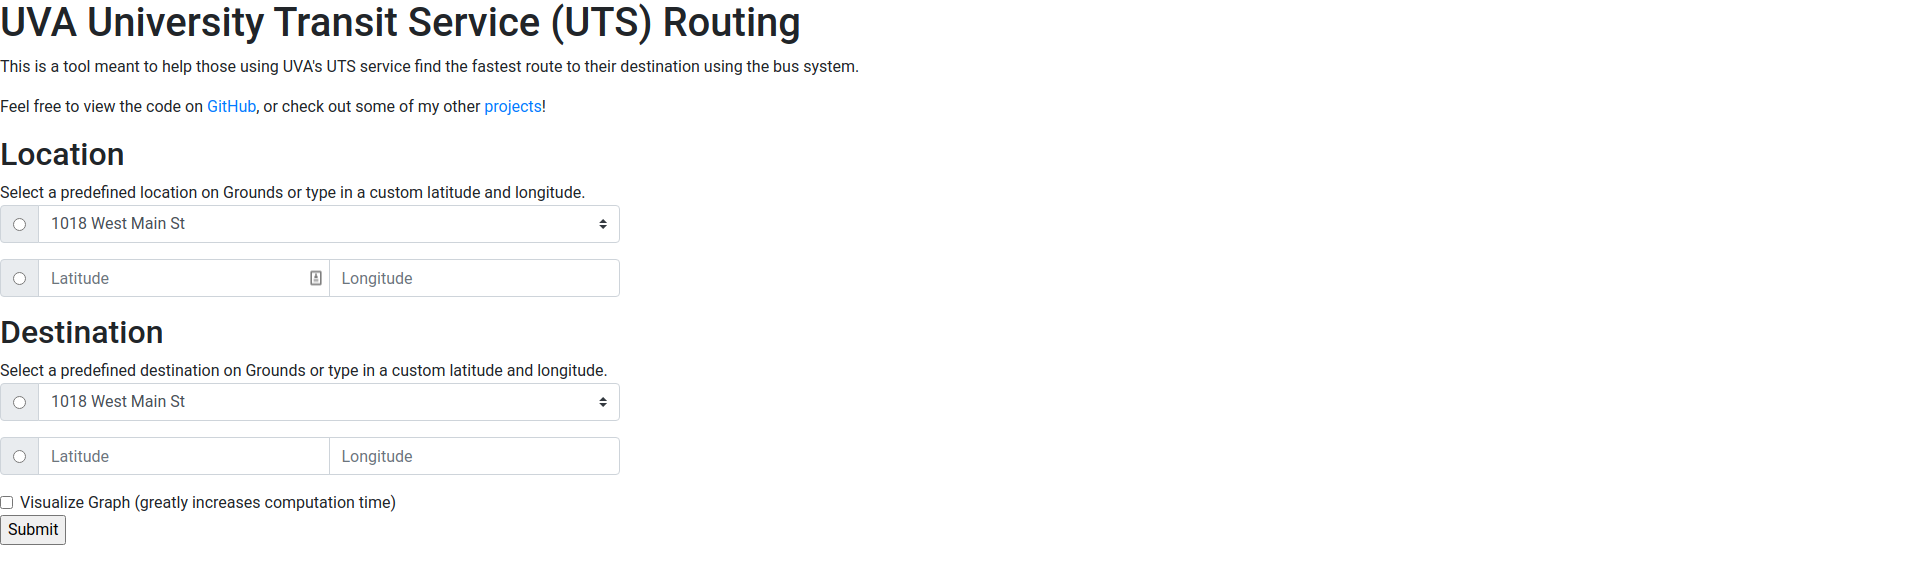 UVA University Transit Service (UTS) Routing
This is a tool meant to help those using UVA's UTS service find the fastest route to their destination using the bus system.
Feel free to view the code on GitHub, or check out some of my other projects!
Location
Select a predefined location on Grounds or type in a custom latitude and longitude.
1018 West Main St
Latitude Longitude
Destination
Select a predefined destination on Grounds or type in a custom latitude and longitude.
1018 West Main St
Latitude Longitude
Visualize Graph (greatly increases computation time)
Submit